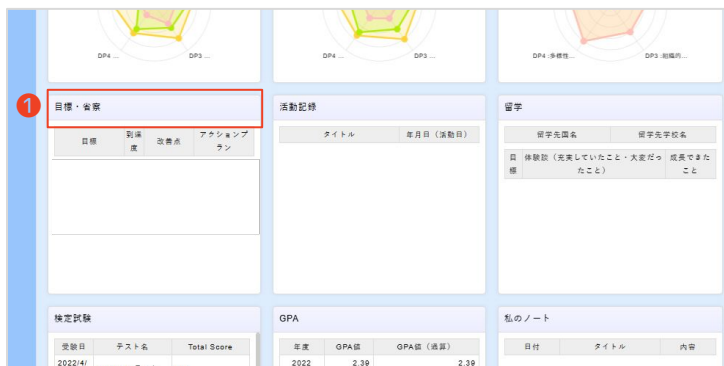 DP4 ... DP3 ... DP4 ... DP3 ... DP4 :多様性... DP3 :組織内...
1
目標・省察 活動記録 留学
目標 到達度 改善点 アクションプラン
タイトル 年月日（活動日）
留学先国名 留学先学校名
目標 体験談（充実していたこと・大変だったこと） 成長できたこと
検定試験 GPA 私のノート
受験日 テスト名 Total Score 年度 GPA値 GPA値（通算） 日付 タイトル 内容
2022/4/ 2022 2.39 2.39